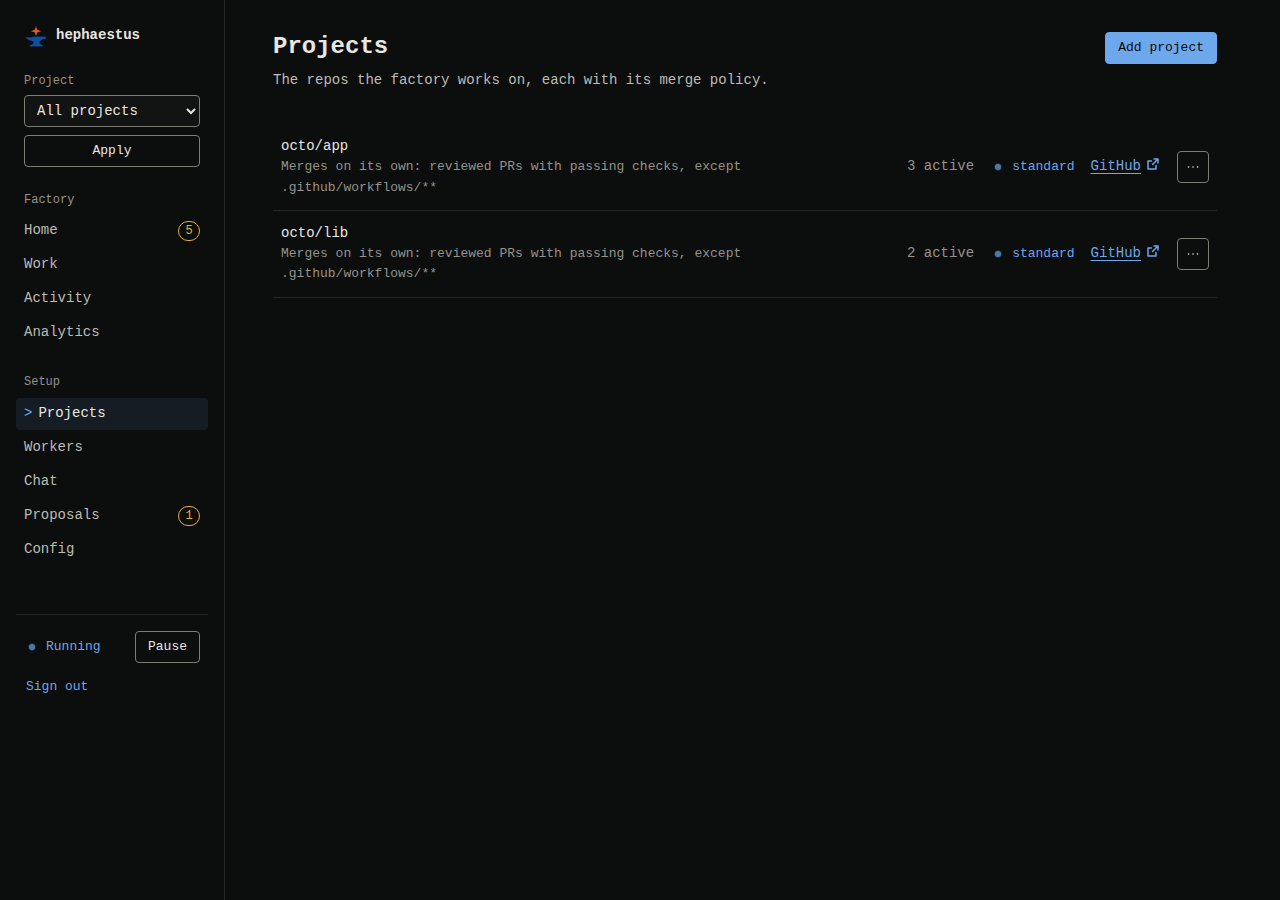 hephaestus
Project
All projects
Apply
Factory
Home 5
Work
Activity
Analytics
Setup
> Projects
Workers
Chat
Proposals 1
Config
Running Pause
Sign out
Projects
Add project
The repos the factory works on, each with its merge policy.
octo/app
Merges on its own: reviewed PRs with passing checks, except
.github/workflows/**
3 active standard GitHub ...
octo/lib
Merges on its own: reviewed PRs with passing checks, except
.github/workflows/**
2 active standard GitHub ...